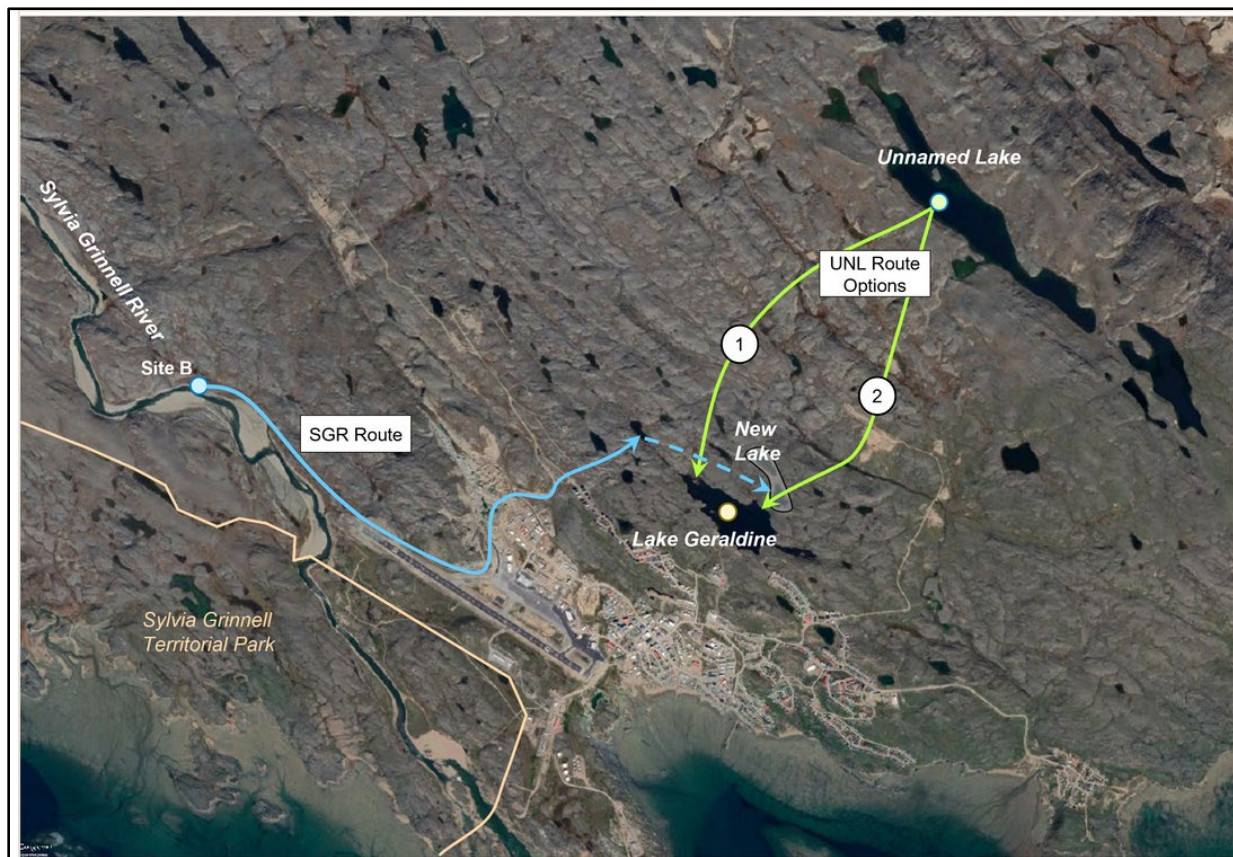 Unnamed Lake
Sylvia Grinnell River
UNL Route
Options
1
Site B
2
SGR Route
New
Lake
Lake Geraldine
Sylvia Grinnell
Territorial Park